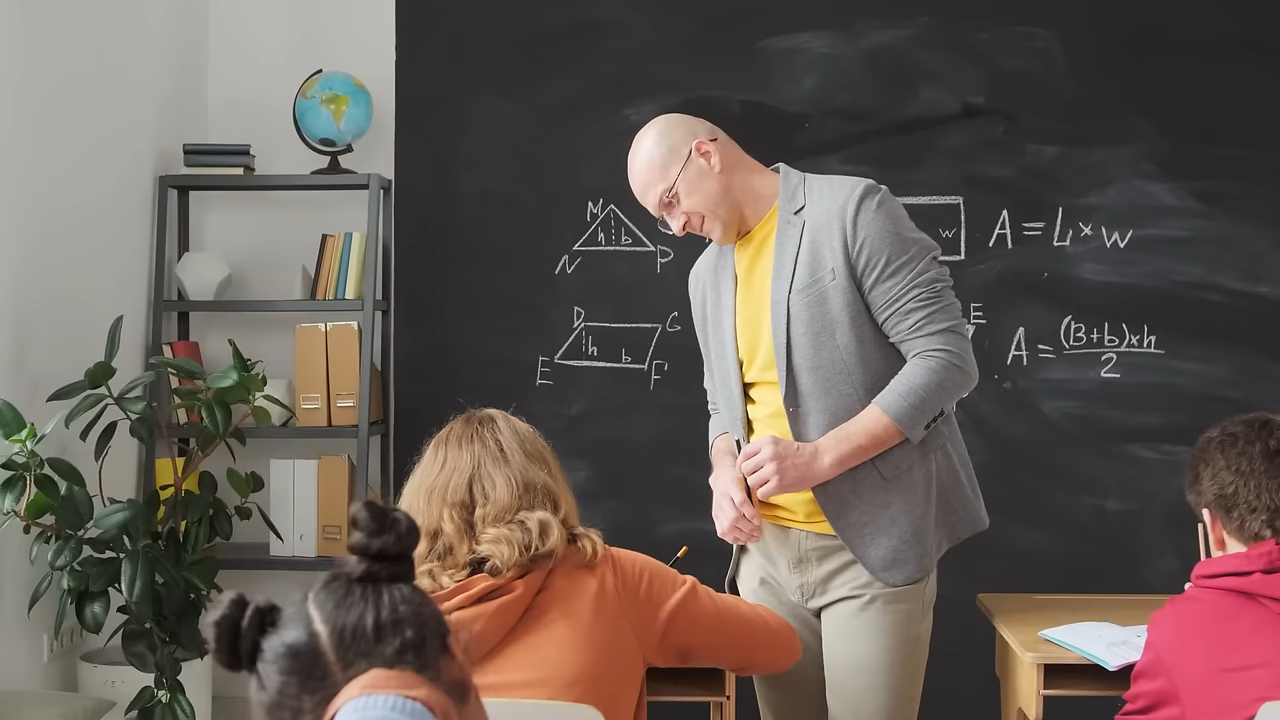 M
h b
N P
w
A = L × w
D G
h b
E F
E
A = (B+b)×h
2